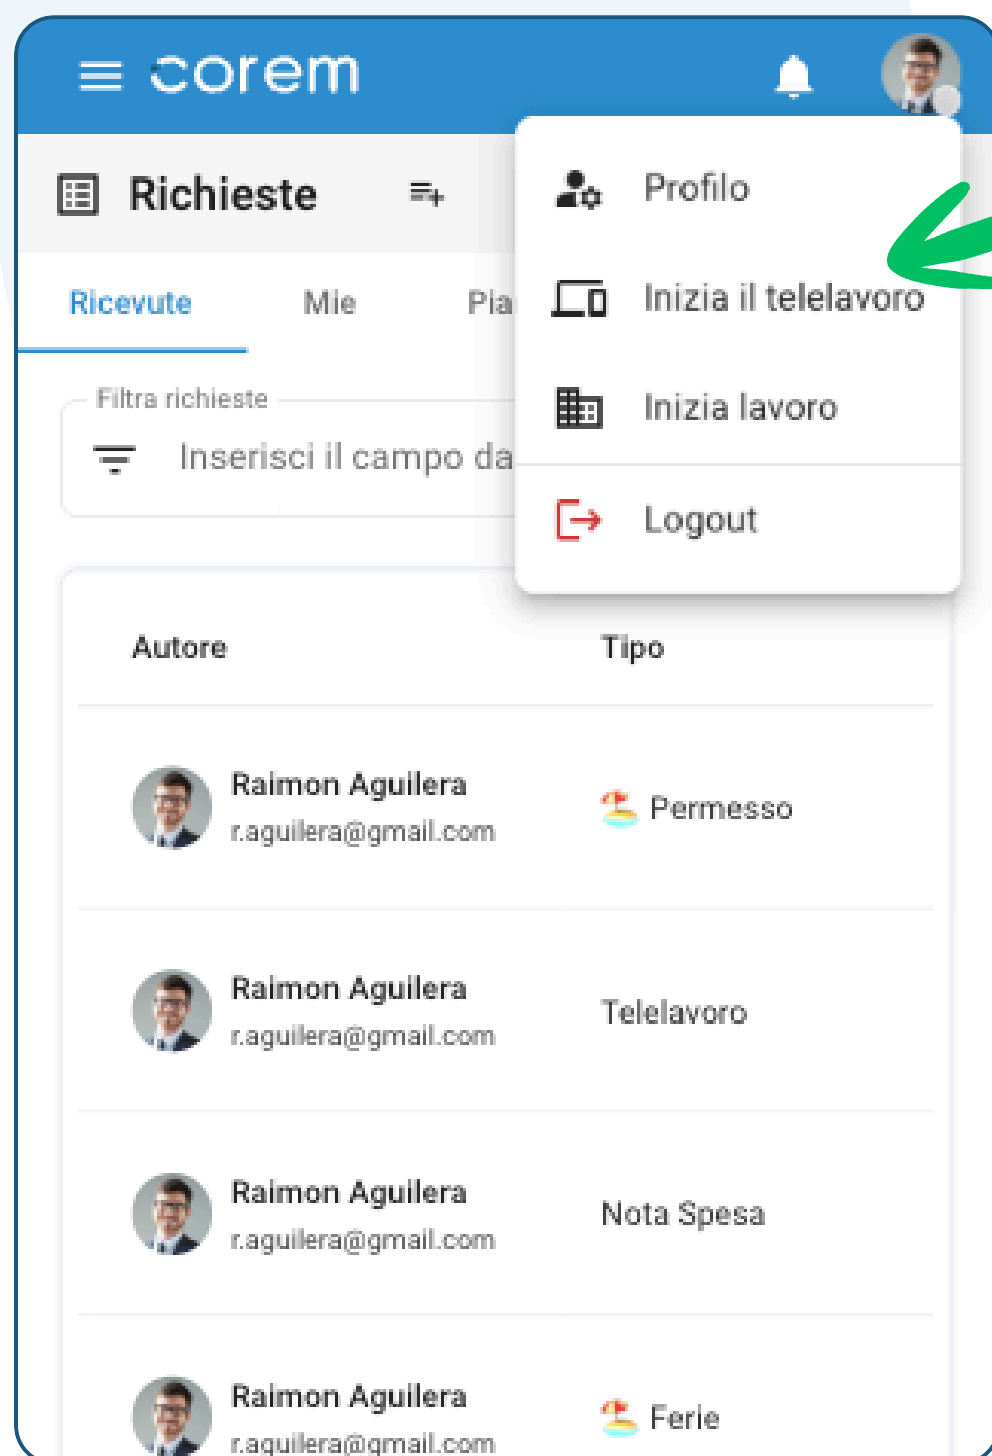 corem
Richieste
Profilo
Inizia il telelavoro
Inizia lavoro
Logout
Ricevute Mie Pia
Filtra richieste
Inserisci il campo da
Autore Tipo
Raimon Aguilera
r.aguilera@gmail.com
Permesso
Raimon Aguilera
r.aguilera@gmail.com
Telelavoro
Raimon Aguilera
r.aguilera@gmail.com
Nota Spesa
Raimon Aguilera
r.aguilera@gmail.com
Ferie